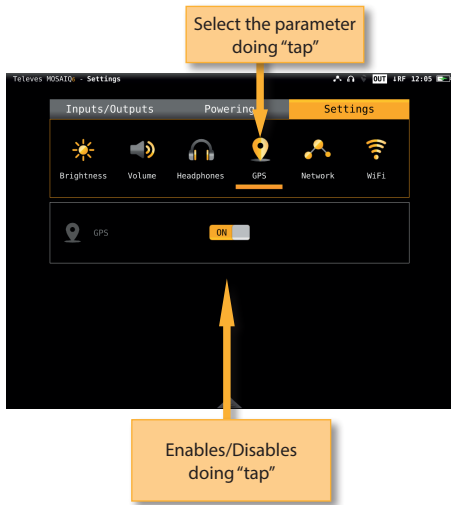 Select the parameter
doing “tap”
Televes MOSAIQ6 - Settings OUT ↓RF 12:05
Inputs/Outputs Powering Settings
Brightness Volume Headphones GPS Network WiFi
GPS ON
Enables/Disables
doing “tap”